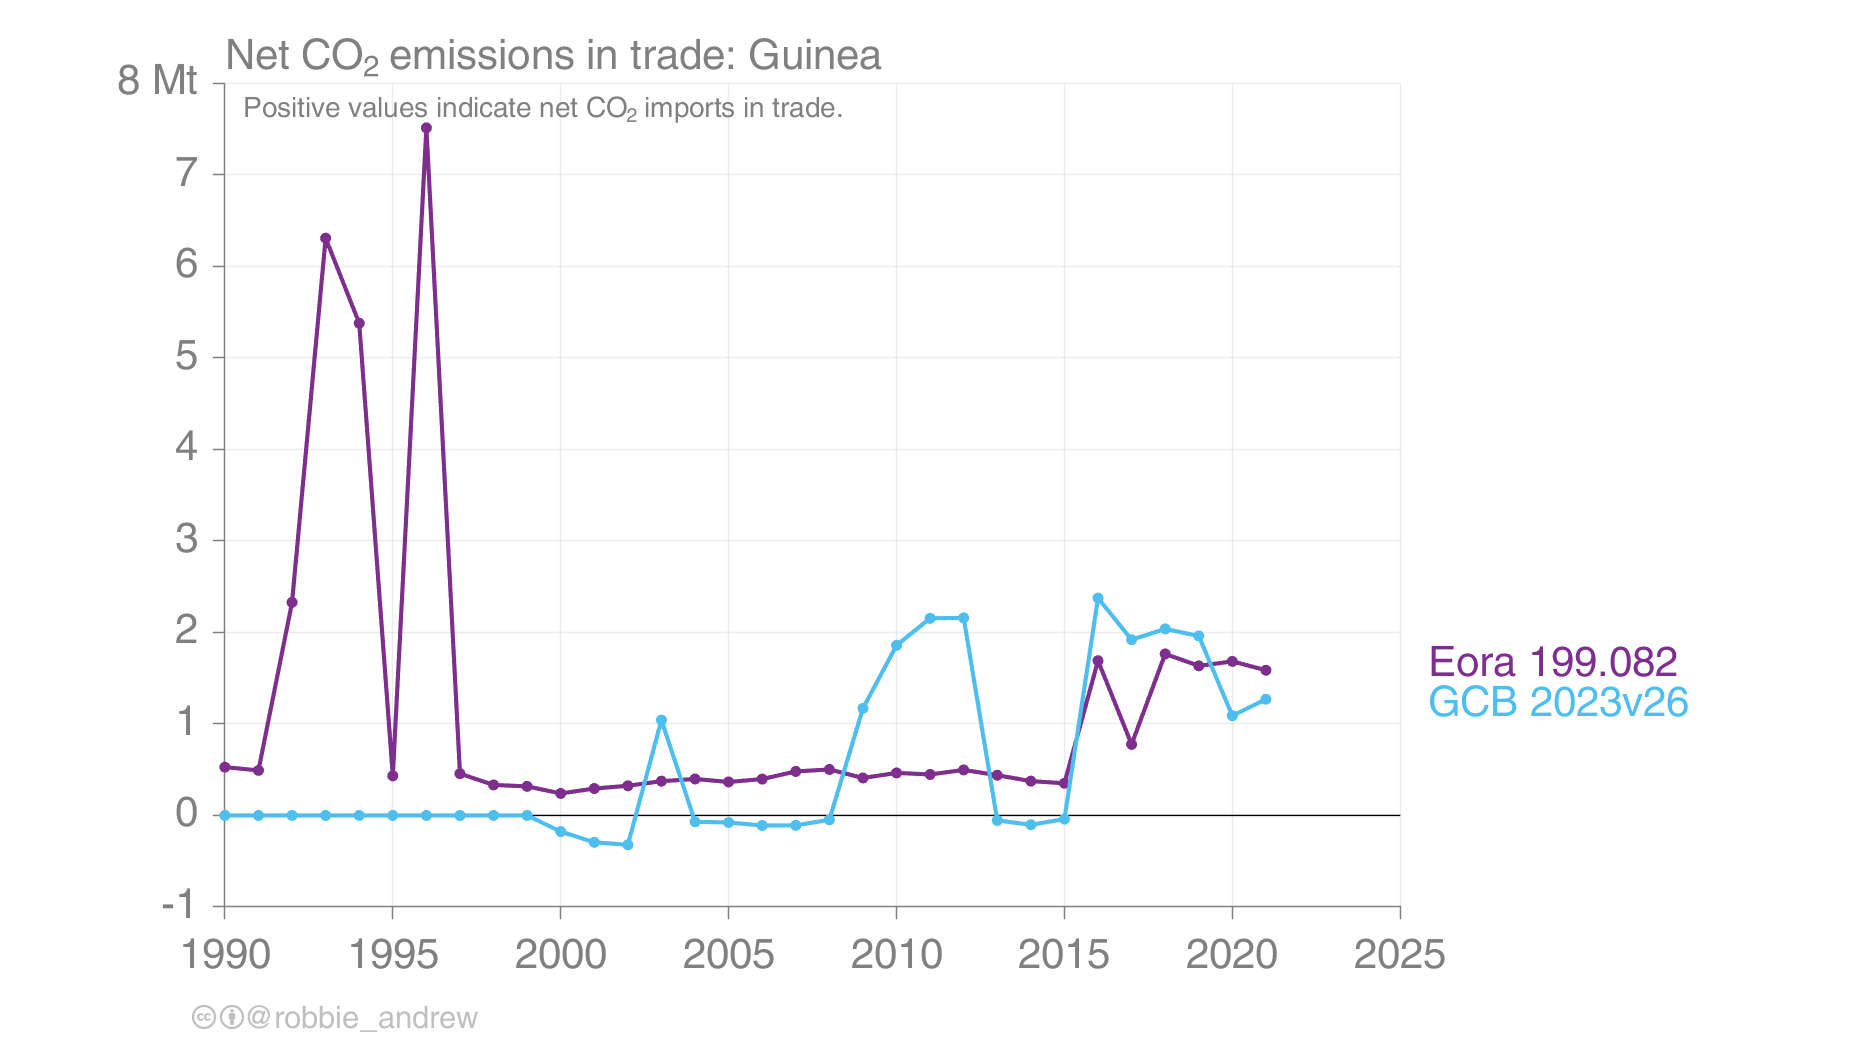 Net CO₂ emissions in trade: Guinea
8 Mt
Positive values indicate net CO₂ imports in trade.
7
6
5
4
3
2
1
0
-1
Eora 199.082
GCB 2023v26
1990 1995 2000 2005 2010 2015 2020 2025
@robbie_andrew